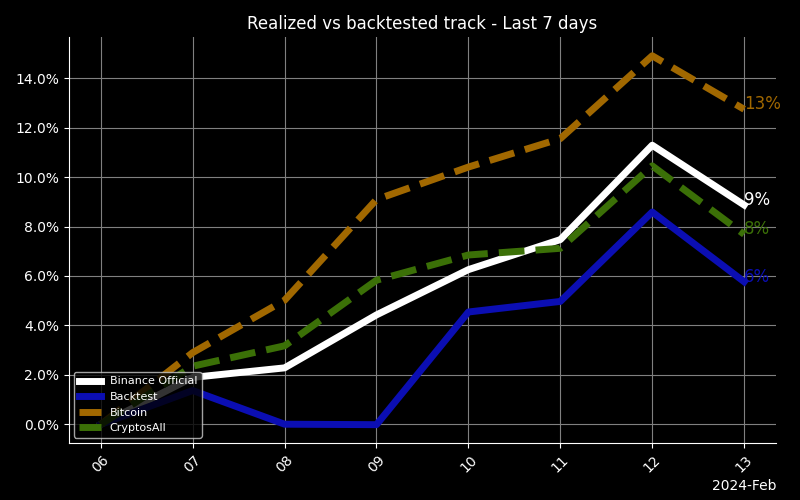 Realized vs backtested track - Last 7 days
14.0%
12.0%
10.0%
8.0%
6.0%
4.0%
2.0%
0.0%
13%
9%
8%
6%
Binance Official
Backtest
Bitcoin
CryptosAll
06 07 08 09 10 11 12 13
2024-Feb